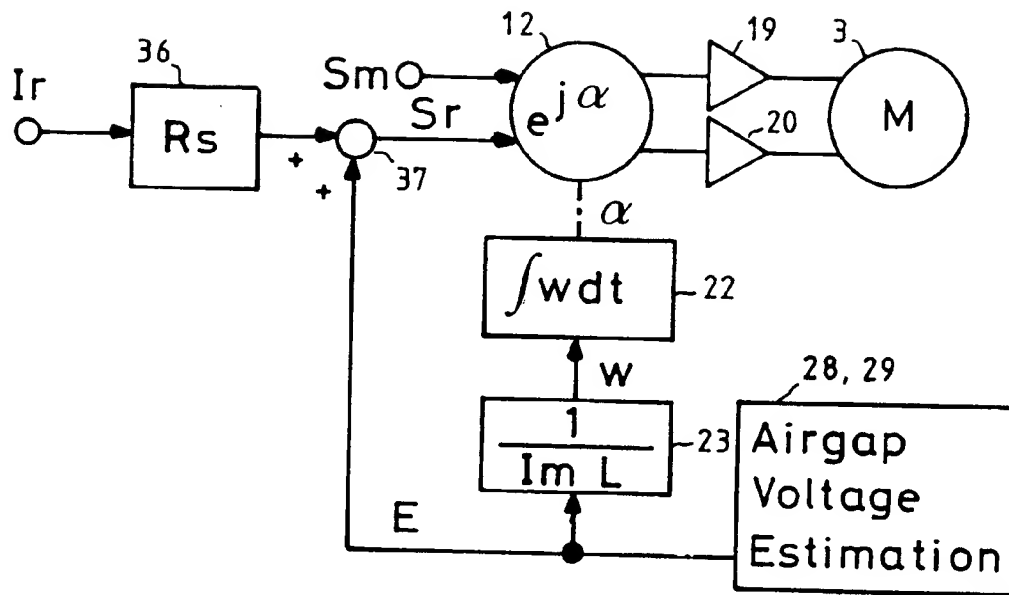 12
19
3
36
Ir
Sm
Rs
Sr
e^jα
M
20
+
37
+
α
∫wdt
22
w
28, 29
1
Im L
23
Airgap
Voltage
Estimation
E